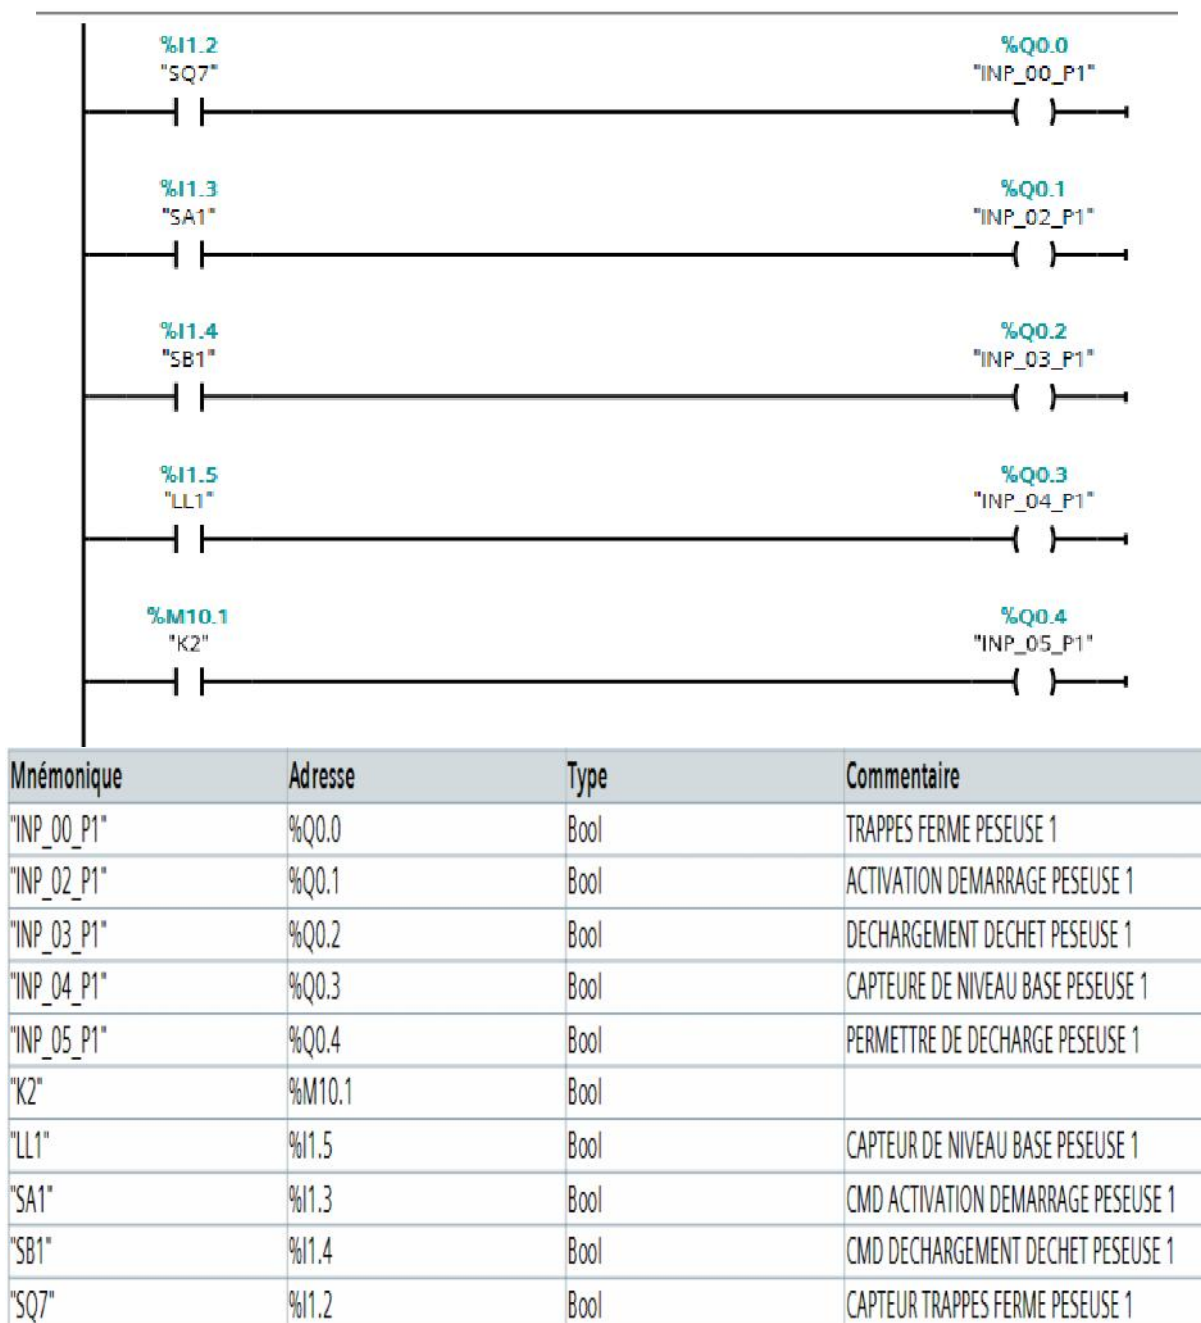 %I1.2 %Q0.0
"SQ7" "INP_00_P1"
%I1.3 %Q0.1
"SA1" "INP_02_P1"
%I1.4 %Q0.2
"SB1" "INP_03_P1"
%I1.5 %Q0.3
"LL1" "INP_04_P1"
%M10.1 %Q0.4
"K2" "INP_05_P1"
Mnémonique Adresse Type Commentaire
"INP_00_P1" %Q0.0 Bool TRAPPES FERME PESEUSE 1
"INP_02_P1" %Q0.1 Bool ACTIVATION DEMARRAGE PESEUSE 1
"INP_03_P1" %Q0.2 Bool DECHARGEMENT DECHET PESEUSE 1
"INP_04_P1" %Q0.3 Bool CAPTEURE DE NIVEAU BASE PESEUSE 1
"INP_05_P1" %Q0.4 Bool PERMETTRE DE DECHARGE PESEUSE 1
"K2" %M10.1 Bool
"LL1" %I1.5 Bool CAPTEUR DE NIVEAU BASE PESEUSE 1
"SA1" %I1.3 Bool CMD ACTIVATION DEMARRAGE PESEUSE 1
"SB1" %I1.4 Bool CMD DECHARGEMENT DECHET PESEUSE 1
"SQ7" %I1.2 Bool CAPTEUR TRAPPES FERME PESEUSE 1